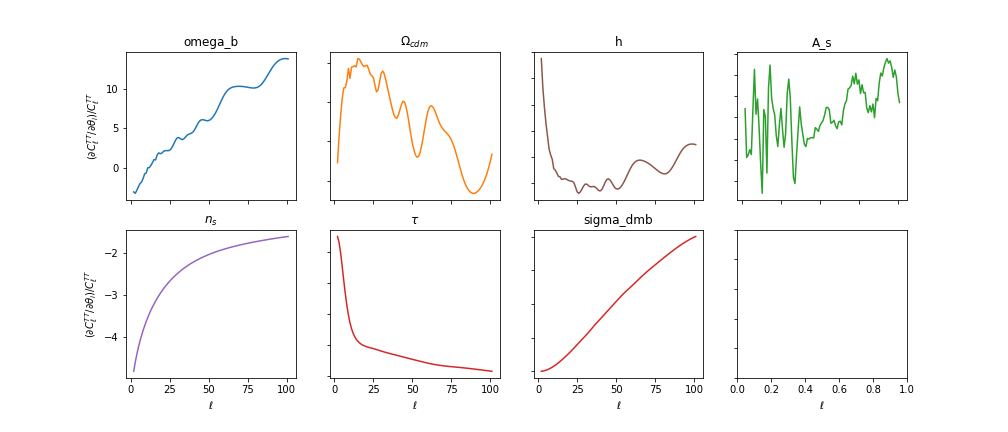 omega_b
Ω_cdm
h
A_s
10
5
0
(∂C_ℓ^TT/∂θ_i)/C_ℓ^TT
n_s
τ
sigma_dmb
−2
−3
−4
(∂C_ℓ^TT/∂θ_i)/C_ℓ^TT
0 25 50 75 100
0 25 50 75 100
0 25 50 75 100
0.0 0.2 0.4 0.6 0.8 1.0
ℓ
ℓ
ℓ
ℓ